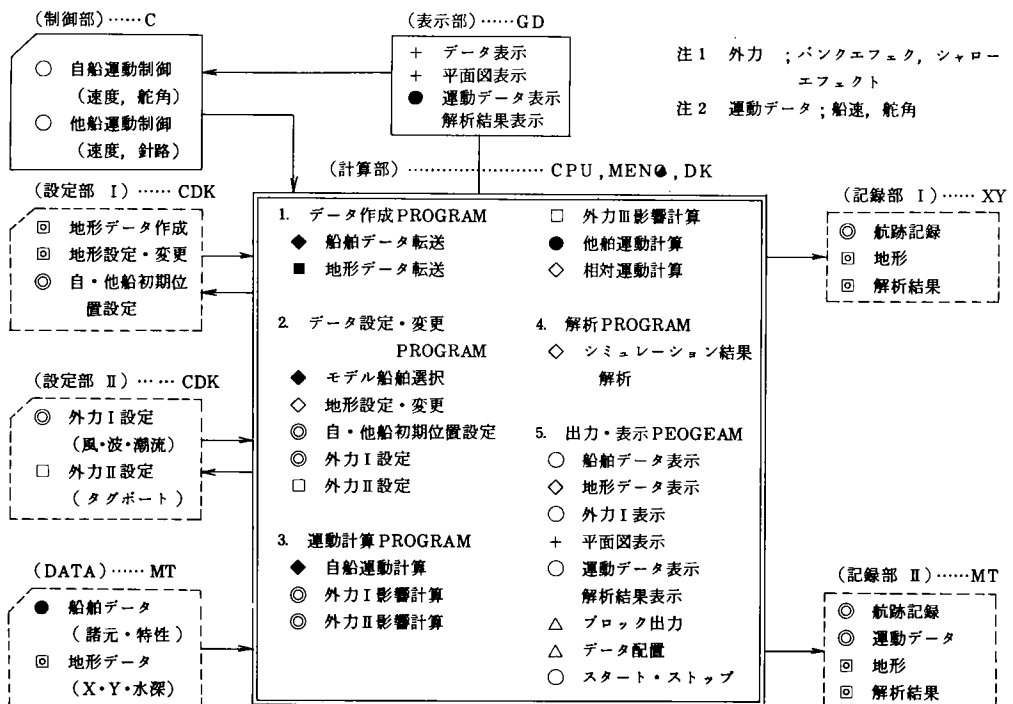 (制御部)……C
○ 自船運動制御
(速度, 舵角)
○ 他船運動制御
(速度, 針路)
(表示部)……GD
+ データ表示
+ 平面図表示
● 運動データ表示
解析結果表示
注1 外力 ;バンクエフェク, シャロー
エフェクト
注2 運動データ;船速, 舵角
(設定部 I)……CDK
回 地形データ作成
回 地形設定・変更
◎ 自・他船初期位
置設定
(設定部 II)……CDK
◎ 外力I設定
(風・波・潮流)
□ 外力II設定
(タグボート)
(DATA)……MT
● 船舶データ
(諸元・特性)
回 地形データ
(X・Y・水深)
(計算部)……………………CPU,MENO,DK
1. データ作成PROGRAM
◆ 船舶データ転送
■ 地形データ転送
2. データ設定・変更
PROGRAM
◆ モデル船舶選択
◇ 地形設定・変更
◎ 自・他船初期位置設定
◎ 外力I設定
□ 外力II設定
3. 運動計算PROGRAM
◆ 自船運動計算
◎ 外力I影響計算
◎ 外力II影響計算
□ 外力III影響計算
● 他船運動計算
◇ 相対運動計算
4. 解析PROGRAM
◇ シミュレーション結果
解析
5. 出力・表示PEOGEAM
○ 船舶データ表示
◇ 地形データ表示
○ 外力I表示
+ 平面図表示
○ 運動データ表示
解析結果表示
△ ブロック出力
△ データ配置
○ スタート・ストップ
(記録部 I)……XY
◎ 航跡記録
回 地形
回 解析結果
(記録部 II)……MT
◎ 航跡記録
◎ 運動データ
回 地形
回 解析結果